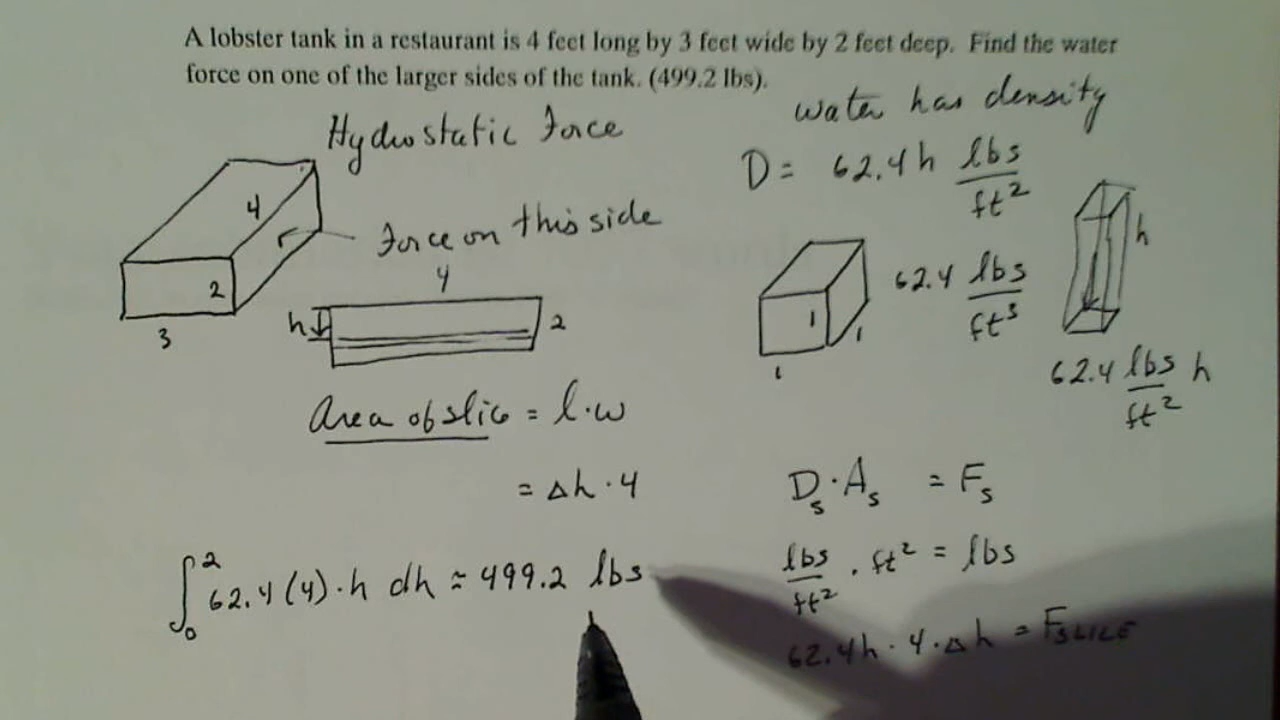 A lobster tank in a restaurant is 4 feet long by 3 feet wide by 2 feet deep. Find the water
force on one of the larger sides of the tank. (499.2 lbs).
Hydrostatic Force
water has density
D = 62.4h lbs/ft²
4
2
3
Force on this side
4
h
2
1
1
1
62.4 lbs/ft³
h
62.4 lbs/ft² h
area of slice = l·w
= Δh · 4
Dₛ · Aₛ = Fₛ
lbs/ft² · ft² = lbs
∫₀² 62.4(4)·h dh = 499.2 lbs
62.4h · 4 · Δh = F SLICE